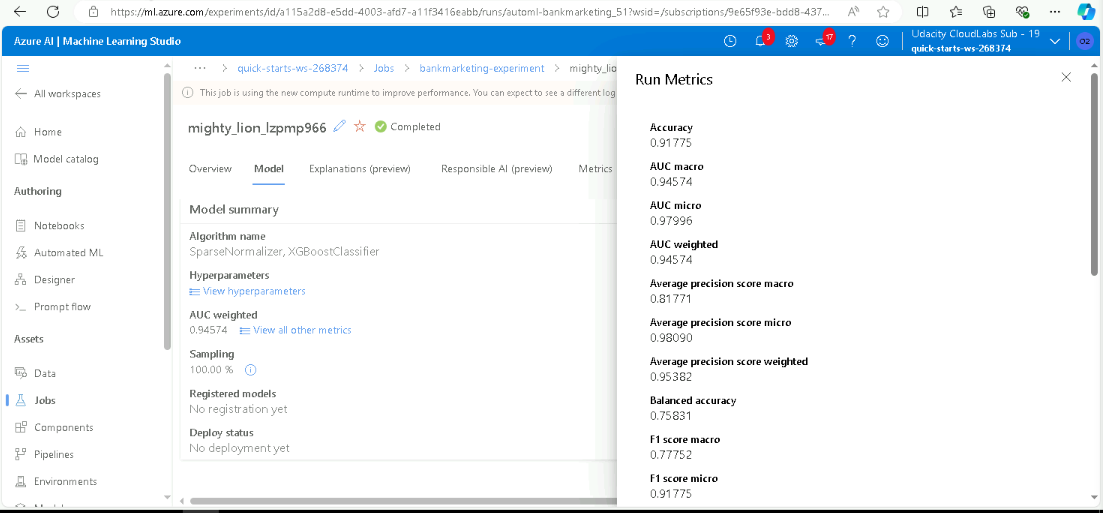 https://ml.azure.com/experiments/id/a115a2d8-e5dd-4003-afd7-a11f3416eabb/runs/automl-bankmarketing_51?wsid=/subscriptions/9e65f93e-bdd8-437...
Azure AI | Machine Learning Studio
3
17
?
Udacity CloudLabs Sub - 19
quick-starts-ws-268374
O2
All workspaces
Home
Model catalog
Authoring
Notebooks
Automated ML
Designer
Prompt flow
Assets
Data
Jobs
Components
Pipelines
Environments
... > quick-starts-ws-268374 > Jobs > bankmarketing-experiment > mighty_lio
This job is using the new compute runtime to improve performance. You can expect to see a different log
mighty_lion_lzpmp966
Completed
Overview
Model
Explanations (preview)
Responsible AI (preview)
Metrics
Model summary
Algorithm name
SparseNormalizer, XGBoostClassifier
Hyperparameters
View hyperparameters
AUC weighted
0.94574 View all other metrics
Sampling
100.00 %
Registered models
No registration yet
Deploy status
No deployment yet
Run Metrics
Accuracy
0.91775
AUC macro
0.94574
AUC micro
0.97996
AUC weighted
0.94574
Average precision score macro
0.81771
Average precision score micro
0.98090
Average precision score weighted
0.95382
Balanced accuracy
0.75831
F1 score macro
0.77752
F1 score micro
0.91775